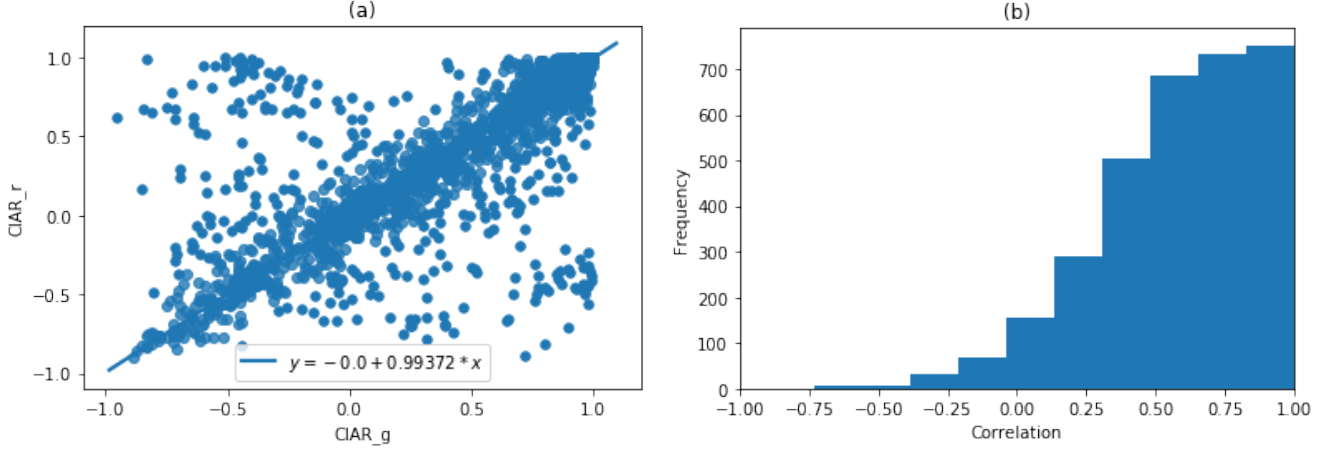 (a)
CIAR_r
1.0
0.5
0.0
−0.5
−1.0
y = −0.0 + 0.99372 * x
−1.0 −0.5 0.0 0.5 1.0
CIAR_g
(b)
Frequency
700
600
500
400
300
200
100
0
−1.00 −0.75 −0.50 −0.25 0.00 0.25 0.50 0.75 1.00
Correlation